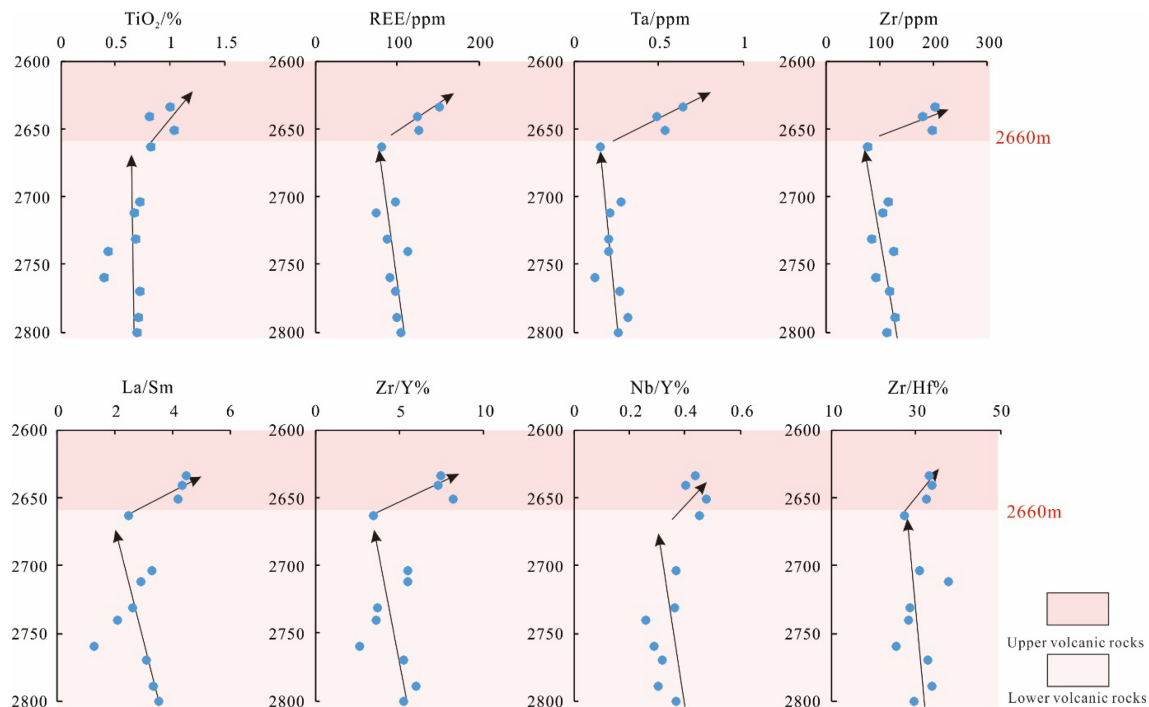 TiO₂/% REE/ppm Ta/ppm Zr/ppm
0 0.5 1 1.5 0 100 200 0 0.5 1 0 100 200 300
2600 2600 2600 2600
2650 2650 2650 2650
2660m
2700 2700 2700 2700
2750 2750 2750 2750
2800 2800 2800 2800
La/Sm Zr/Y% Nb/Y% Zr/Hf%
0 2 4 6 0 5 10 0 0.2 0.4 0.6 10 30 50
2600 2600 2600 2600
2650 2650 2650 2650
2660m
2700 2700 2700 2700
2750 2750 2750 2750
2800 2800 2800 2800
Upper volcanic rocks
Lower volcanic rocks